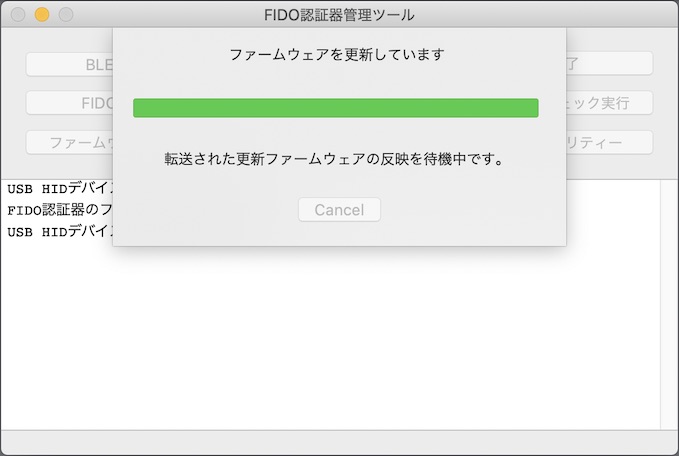 FIDO認証器管理ツール
ファームウェアを更新しています
転送された更新ファームウェアの反映を待機中です。
Cancel
BLE
了
FIDO
ェック実行
ファームウ
リティー
USB HIDデバイ
FIDO認証器のフ
USB HIDデバイ